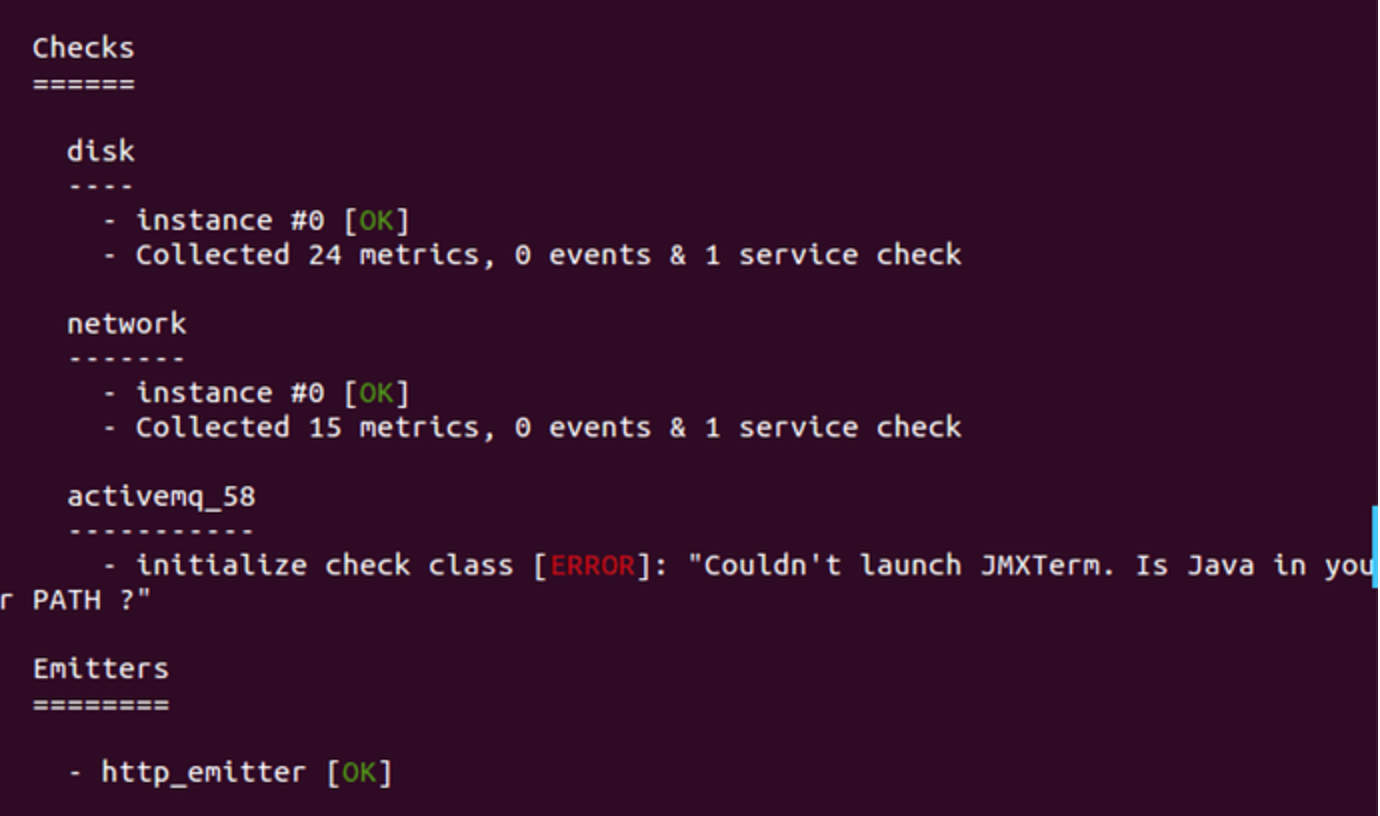 Checks
======
disk
----
- instance #0 [OK]
- Collected 24 metrics, 0 events & 1 service check
network
-------
- instance #0 [OK]
- Collected 15 metrics, 0 events & 1 service check
activemq_58
-----------
- initialize check class [ERROR]: "Couldn't launch JMXTerm. Is Java in you
r PATH ?"
Emitters
========
- http_emitter [OK]